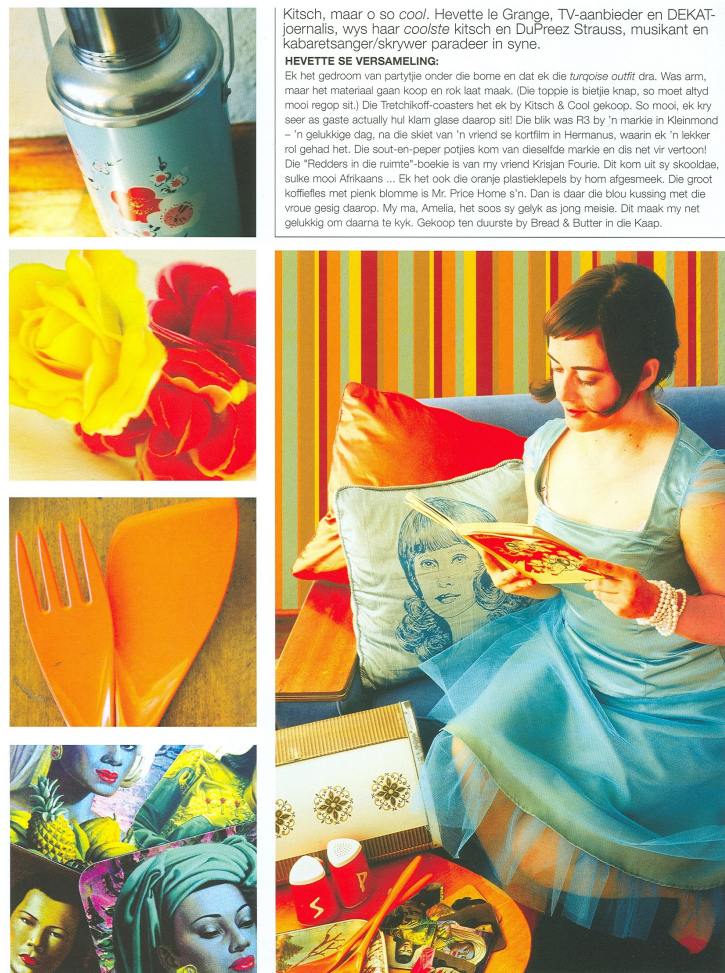 Kitsch, maar o so cool. Hevette le Grange, TV-aanbieder en DEKAT-
joernalis, wys haar coolste kitsch en DuPreez Strauss, musikant en
kabaretsanger/skrywer paradeer in syne.
HEVETTE SE VERSAMELING:
Ek het gedroom van partytjie onder die bome en dat ek die turqoise outfit dra. Was arm,
maar het materiaal gaan koop en rok laat maak. (Die toppie is bietjie knap, so moet altyd
mooi regop sit.) Die Tretchikoff-coasters het ek by Kitsch & Cool gekoop. So mooi, ek kry
seer as gaste actually hul klam glase daarop sit! Die blik was R3 by 'n markie in Kleinmond
– 'n gelukkige dag, na die skiet van 'n vriend se kortfilm in Hermanus, waarin ek 'n lekker
rol gehad het. Die sout-en-peper potjies kom van dieselfde markie en dis net vir vertoon!
Die "Redders in die ruimte"-boekie is van my vriend Krisjan Fourie. Dit kom uit sy skooldae,
sulke mooi Afrikaans ... Ek het ook die oranje plastieklepels by hom afgesmeek. Die groot
koffiefles met pienk blomme is Mr. Price Home s'n. Dan is daar die blou kussing met die
vroue gesig daarop. My ma, Amelia, het soos sy gelyk as jong meisie. Dit maak my net
gelukkig om daarna te kyk. Gekoop ten duurste by Bread & Butter in die Kaap.
S
P